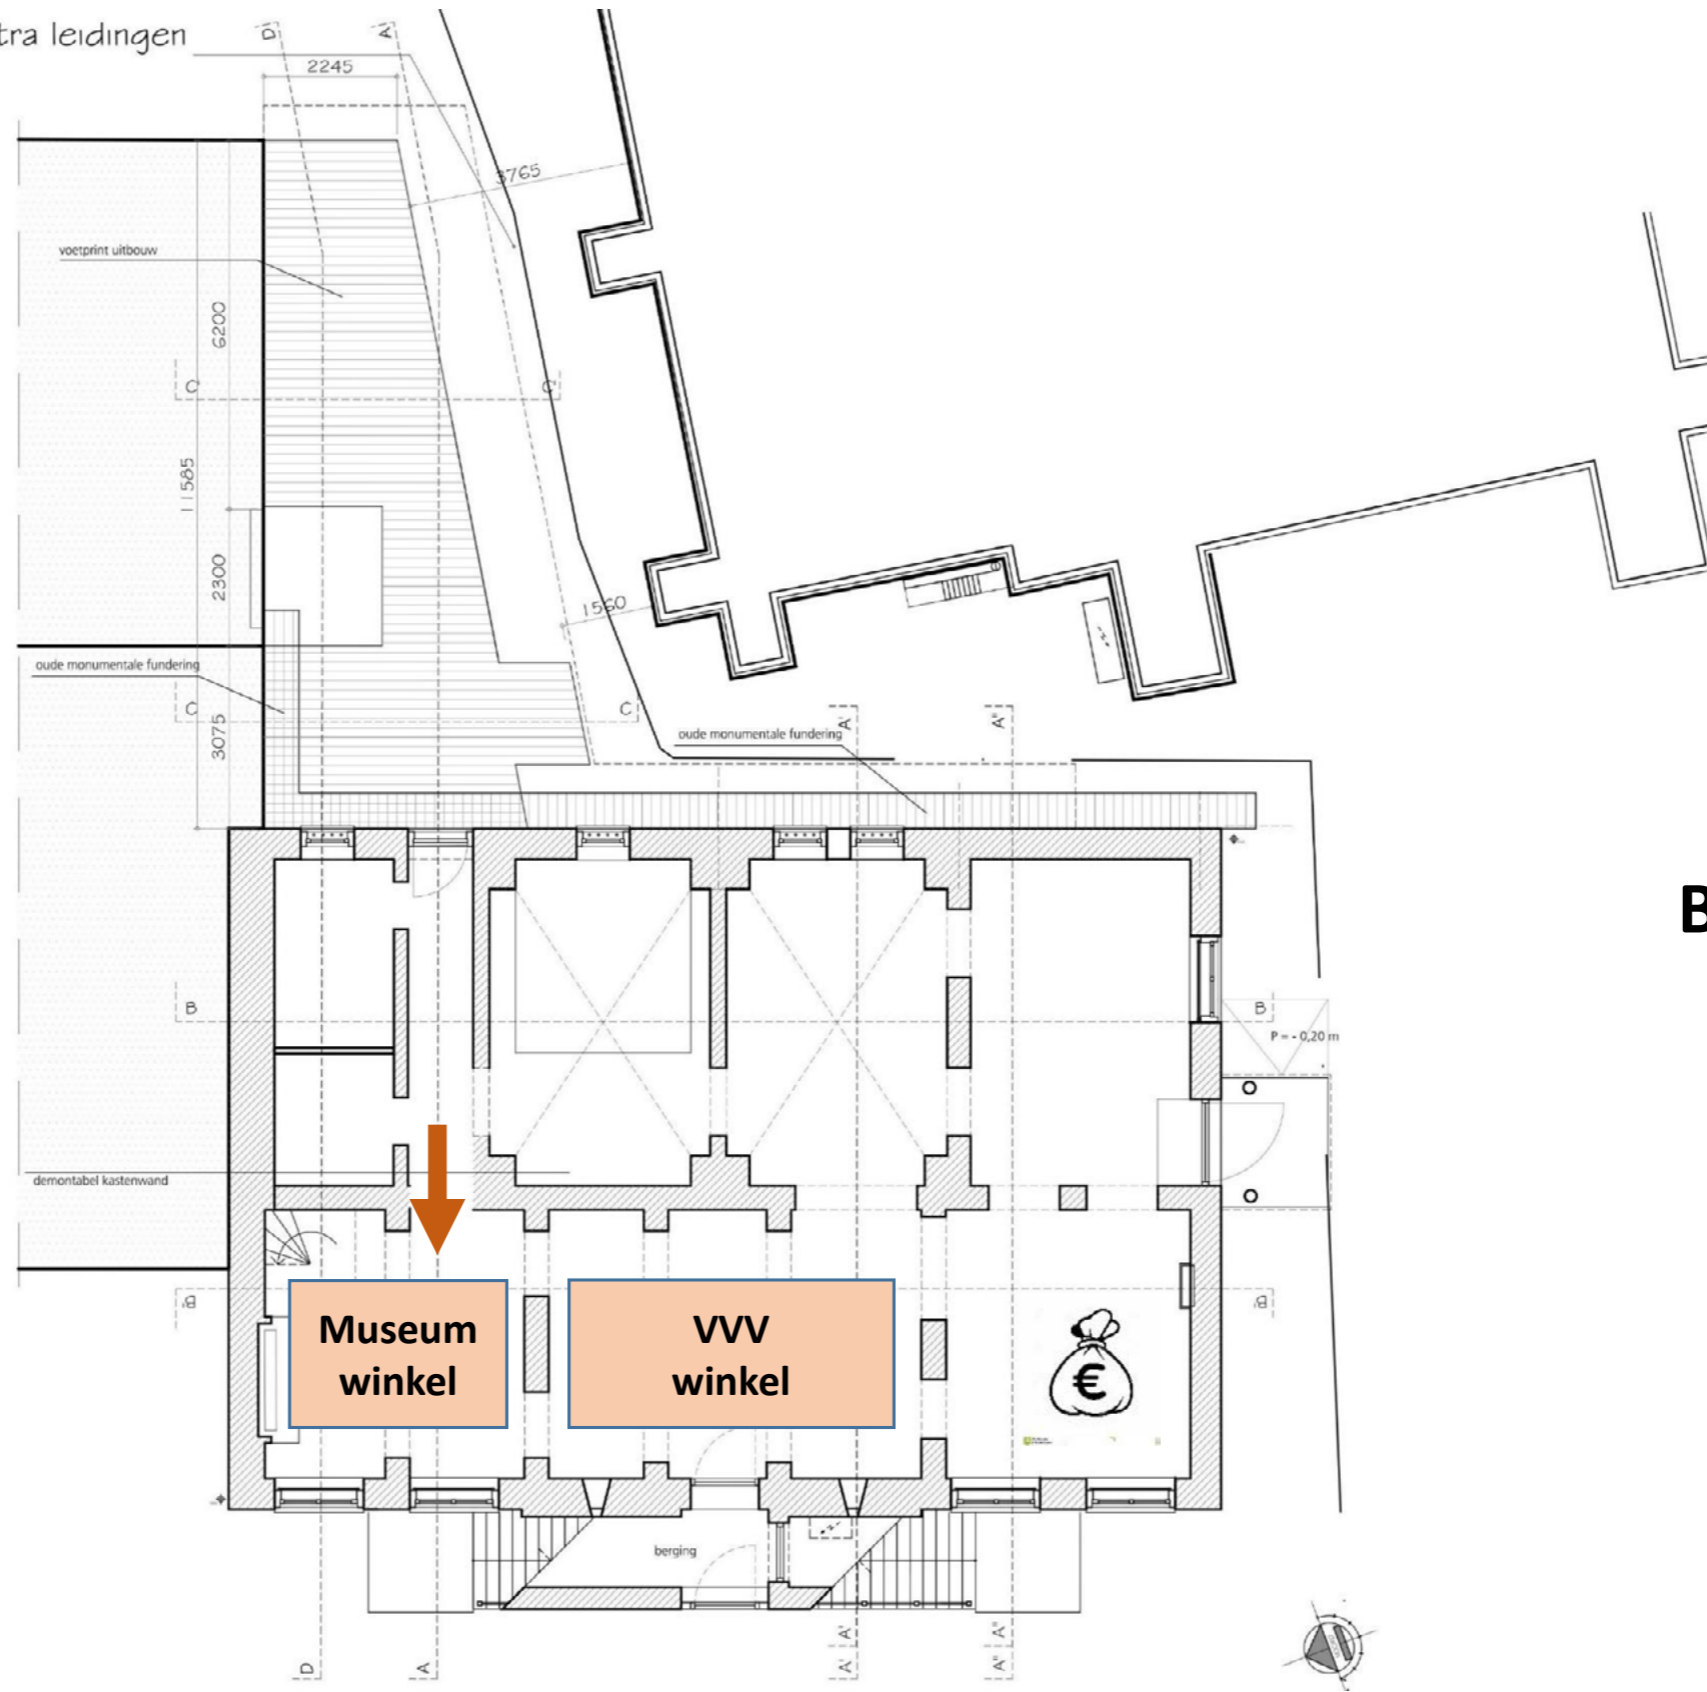 tra leidingen
D'
A'
2245
3765
voetprint uitbouw
6200
C
C'
11585
2300
1560
oude monumentale fundering
C
C
3075
A'
A"
oude monumentale fundering
B
B
B
P = - 0,20 m
demontabel kastenwand
B'
B'
Museum
winkel
VVV
winkel
€
berging
D
A
A'
A'
A"
A"